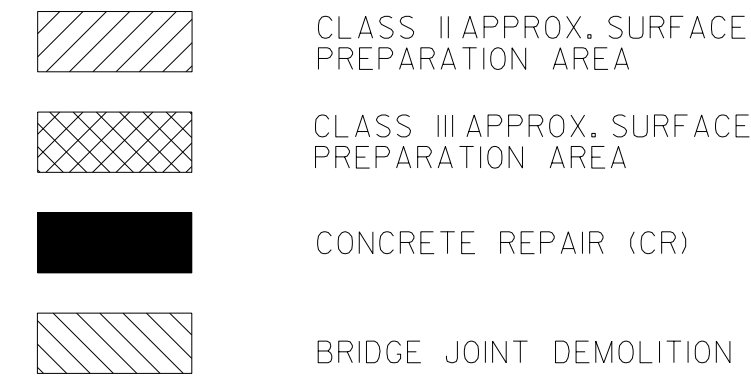 CLASS II APPROX. SURFACE
PREPARATION AREA
CLASS III APPROX. SURFACE
PREPARATION AREA
CONCRETE REPAIR (CR)
BRIDGE JOINT DEMOLITION